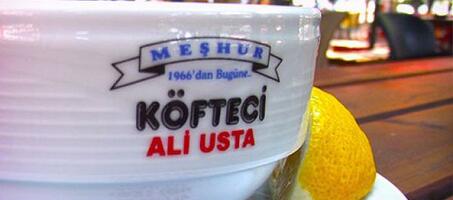 MEŞHUR
1966'dan Bugüne..
KÖFTECİ
ALİ USTA